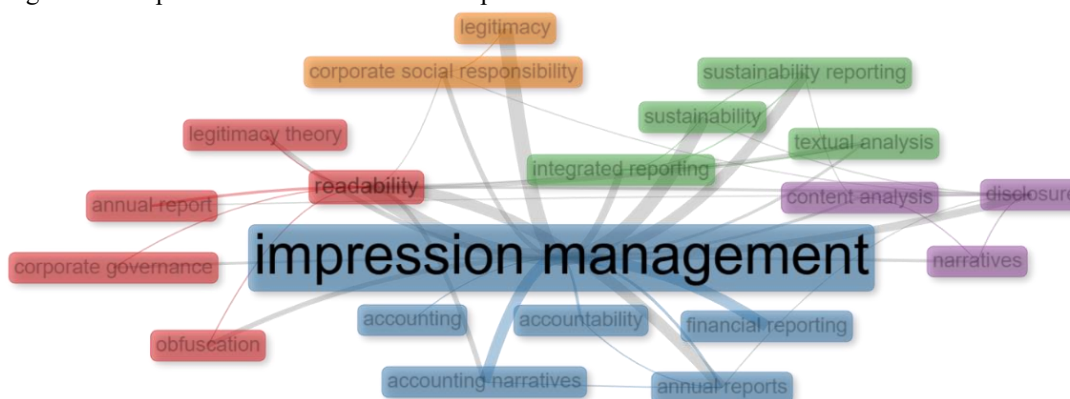 legitimacy
corporate social responsibility
sustainability reporting
sustainability
legitimacy theory
textual analysis
integrated reporting
readability
content analysis
disclosure
annual report
impression management
corporate governance
narratives
accounting
accountability
financial reporting
obfuscation
accounting narratives
annual reports